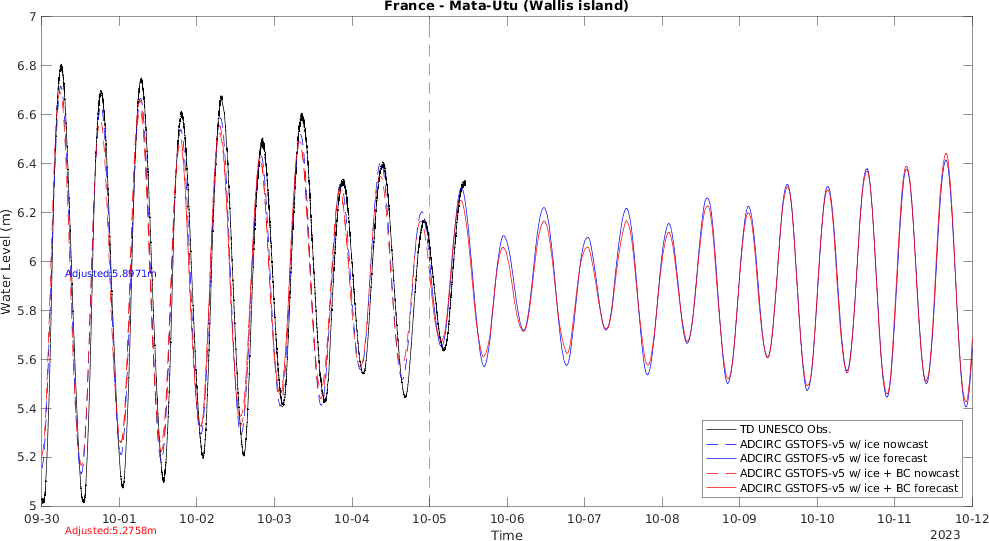 France - Mata-Utu (Wallis island)
7
6.8
6.6
6.4
6.2
6
5.8
5.6
5.4
5.2
5
Water Level (m)
Adjusted:5.8971m
TD UNESCO Obs.
ADCIRC GSTOFS-v5 w/ ice nowcast
ADCIRC GSTOFS-v5 w/ ice forecast
ADCIRC GSTOFS-v5 w/ ice + BC nowcast
ADCIRC GSTOFS-v5 w/ ice + BC forecast
09-30 10-01 10-02 10-03 10-04 10-05 10-06 10-07 10-08 10-09 10-10 10-11 10-12
Adjusted:5.2758m
Time
2023